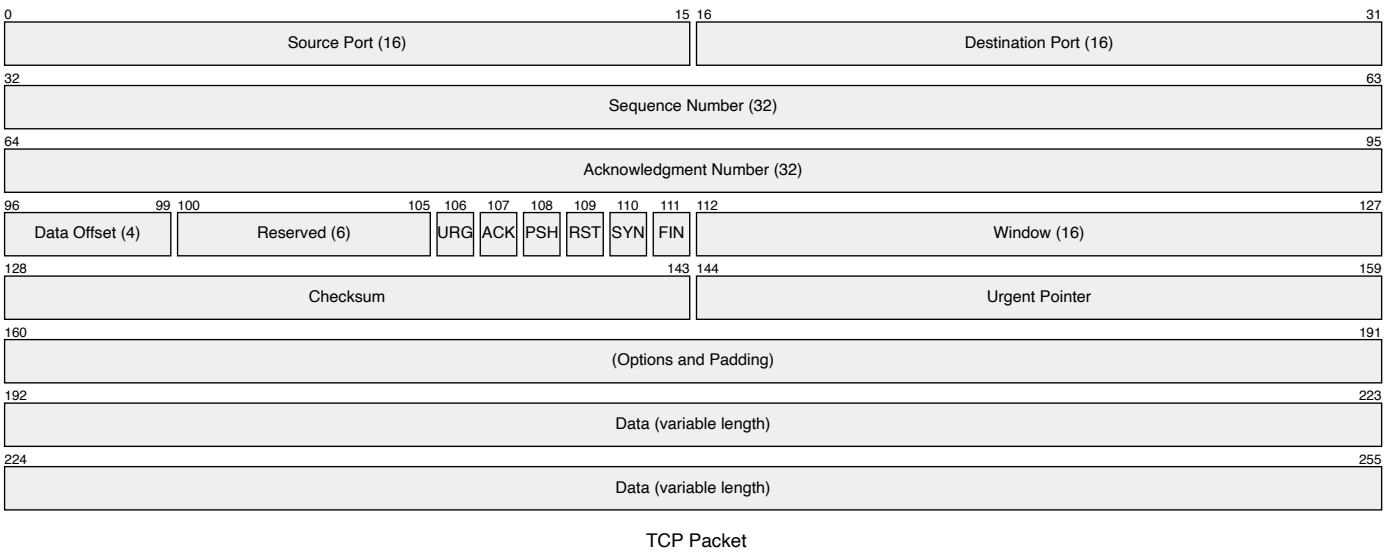 0 15 16 31
Source Port (16) Destination Port (16)
32 63
Sequence Number (32)
64 95
Acknowledgment Number (32)
96 99 100 105 106 107 108 109 110 111 112 127
Data Offset (4) Reserved (6) URG ACK PSH RST SYN FIN Window (16)
128 143 144 159
Checksum Urgent Pointer
160 191
(Options and Padding)
192 223
Data (variable length)
224 255
Data (variable length)
TCP Packet